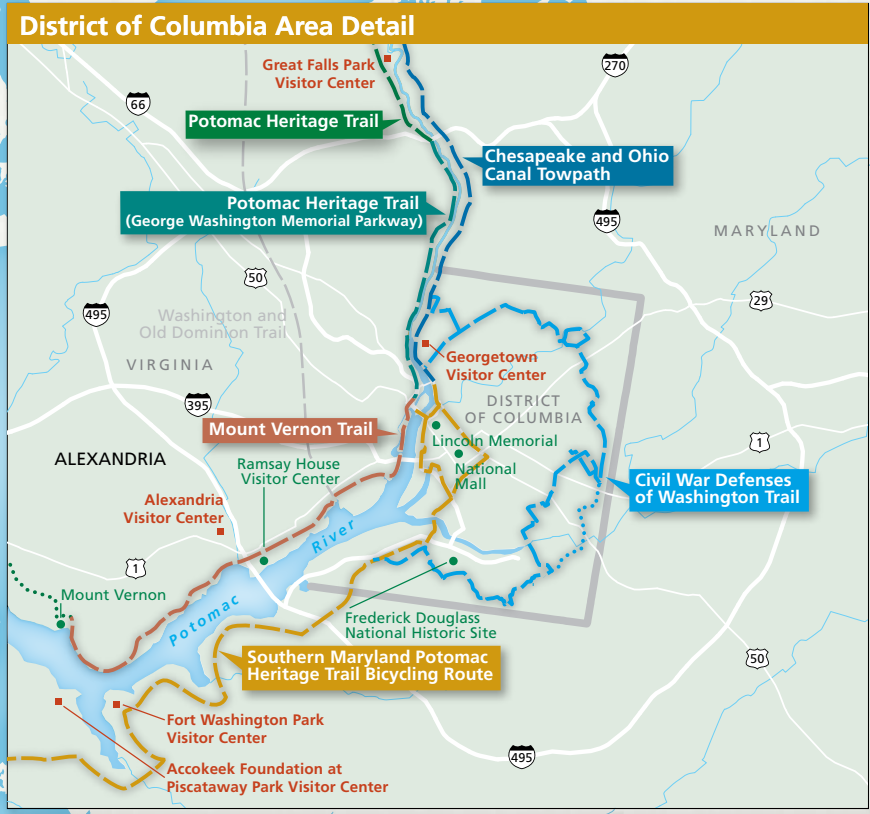 District of Columbia Area Detail
Great Falls Park
Visitor Center
270
66
Potomac Heritage Trail
Chesapeake and Ohio
Canal Towpath
Potomac Heritage Trail
(George Washington Memorial Parkway)
495
MARYLAND
50
29
495
Washington and
Old Dominion Trail
VIRGINIA
Georgetown
Visitor Center
395
DISTRICT
OF COLUMBIA
Mount Vernon Trail
Lincoln Memorial
1
ALEXANDRIA
Ramsay House
Visitor Center
National
Mall
Civil War Defenses
of Washington Trail
Alexandria
Visitor Center
River
1
Mount Vernon
Potomac
Frederick Douglass
National Historic Site
Southern Maryland Potomac
Heritage Trail Bicycling Route
50
Fort Washington Park
Visitor Center
495
Accokeek Foundation at
Piscataway Park Visitor Center